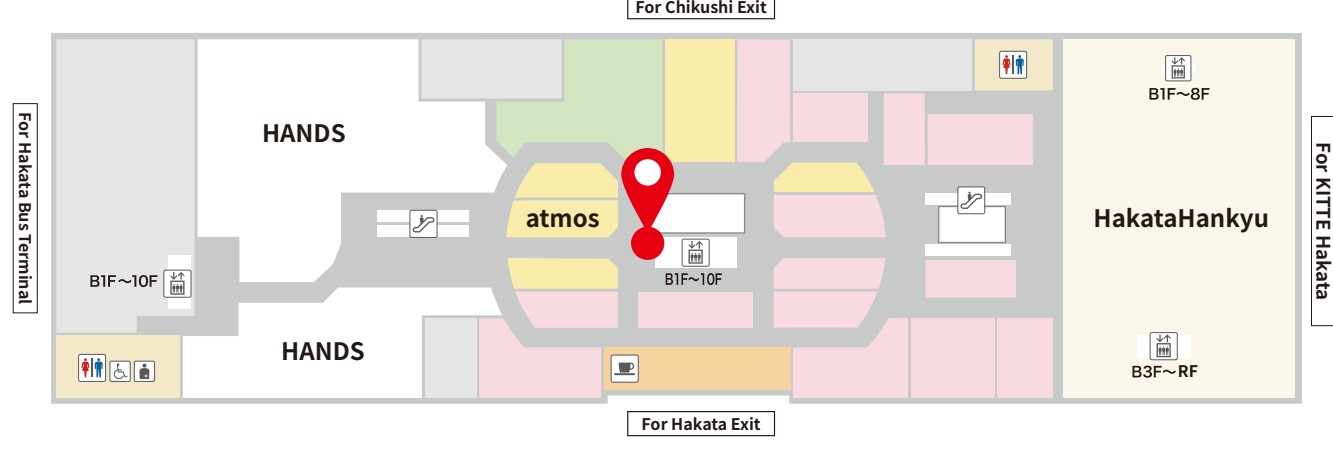 For Chikushi Exit
B1F～8F
For Hakata Bus Terminal
HANDS
For KITTE Hakata
atmos
HakataHankyu
B1F～10F
B1F～10F
HANDS
B3F～RF
For Hakata Exit